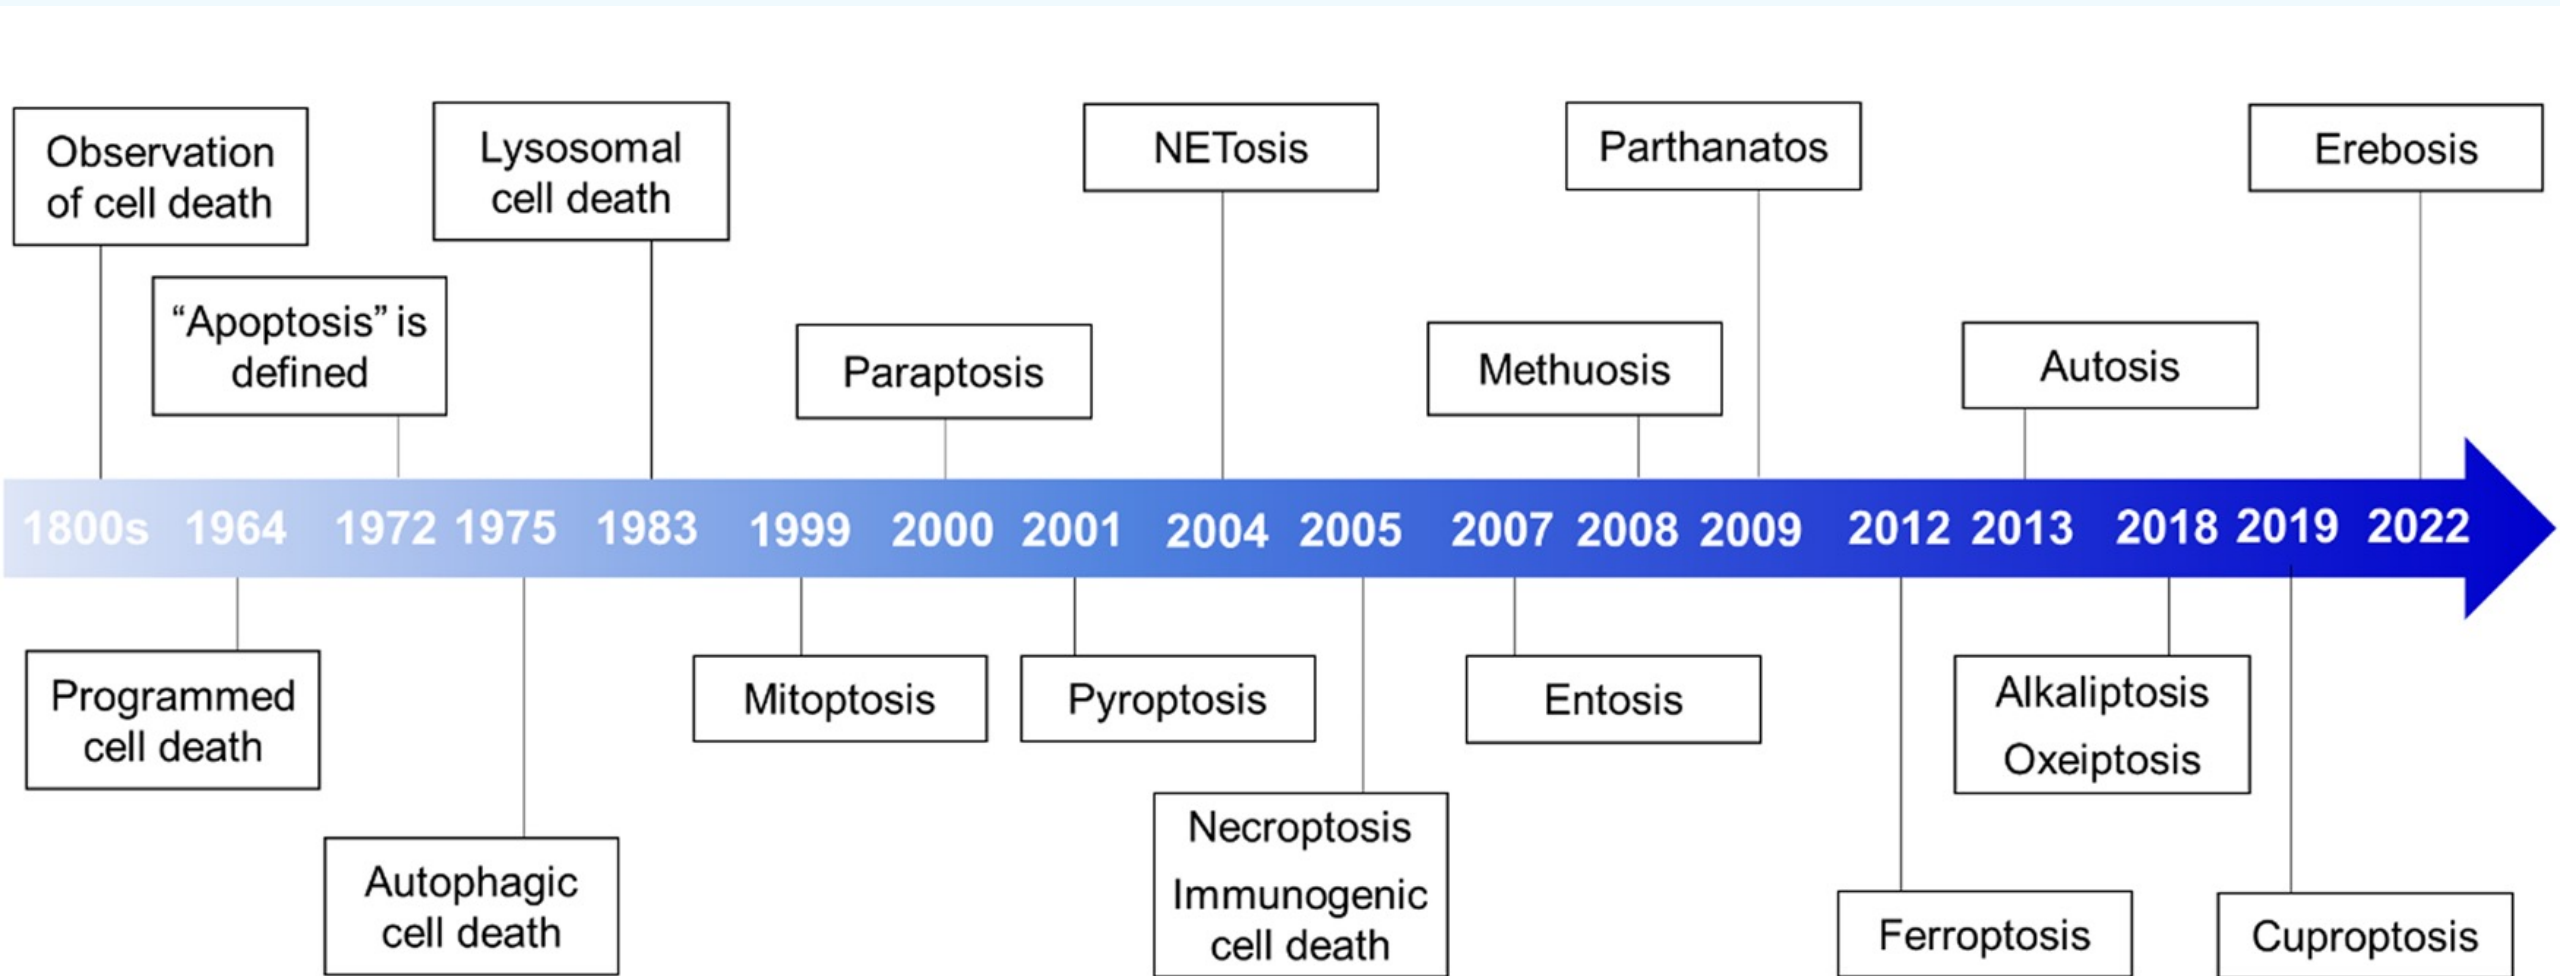 Observation
of cell death
Lysosomal
cell death
NETosis
Parthanatos
Erebosis
“Apoptosis” is
defined
Paraptosis
Methuosis
Autosis
1800s 1964 1972 1975 1983 1999 2000 2001 2004 2005 2007 2008 2009 2012 2013 2018 2019 2022
Programmed
cell death
Mitoptosis
Pyroptosis
Entosis
Alkaliptosis
Oxeiptosis
Autophagic
cell death
Necroptosis
Immunogenic
cell death
Ferroptosis
Cuproptosis